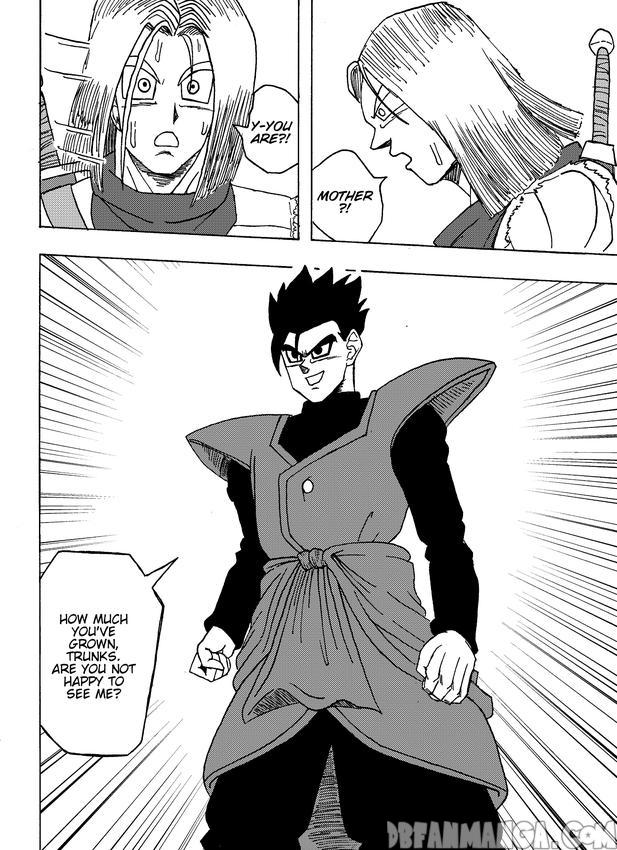 MOTHER
?!
Y-YOU
ARE?!
HOW MUCH
YOU'VE
GROWN,
TRUNKS.
ARE YOU NOT
HAPPY TO
SEE ME?
DBFANMANGA.COM